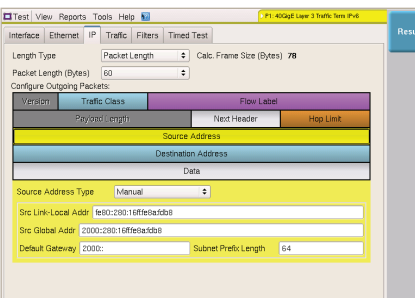 Test View Reports Tools Help
P1: 40GigE Layer 3 Traffic Term IPv6
Resu
Interface Ethernet IP Traffic Filters Timed Test
Length Type Packet Length Calc. Frame Size (Bytes) 78
Packet Length (Bytes) 60
Configure Outgoing Packets:
Version Traffic Class Flow Label
Payload Length Next Header Hop Limit
Source Address
Destination Address
Data
Source Address Type Manual
Src Link-Local Addr fe80::280:16fffe8a:fdb8
Src Global Addr 2000::280:16fffe8a:fdb8
Default Gateway 2000:: Subnet Prefix Length 64